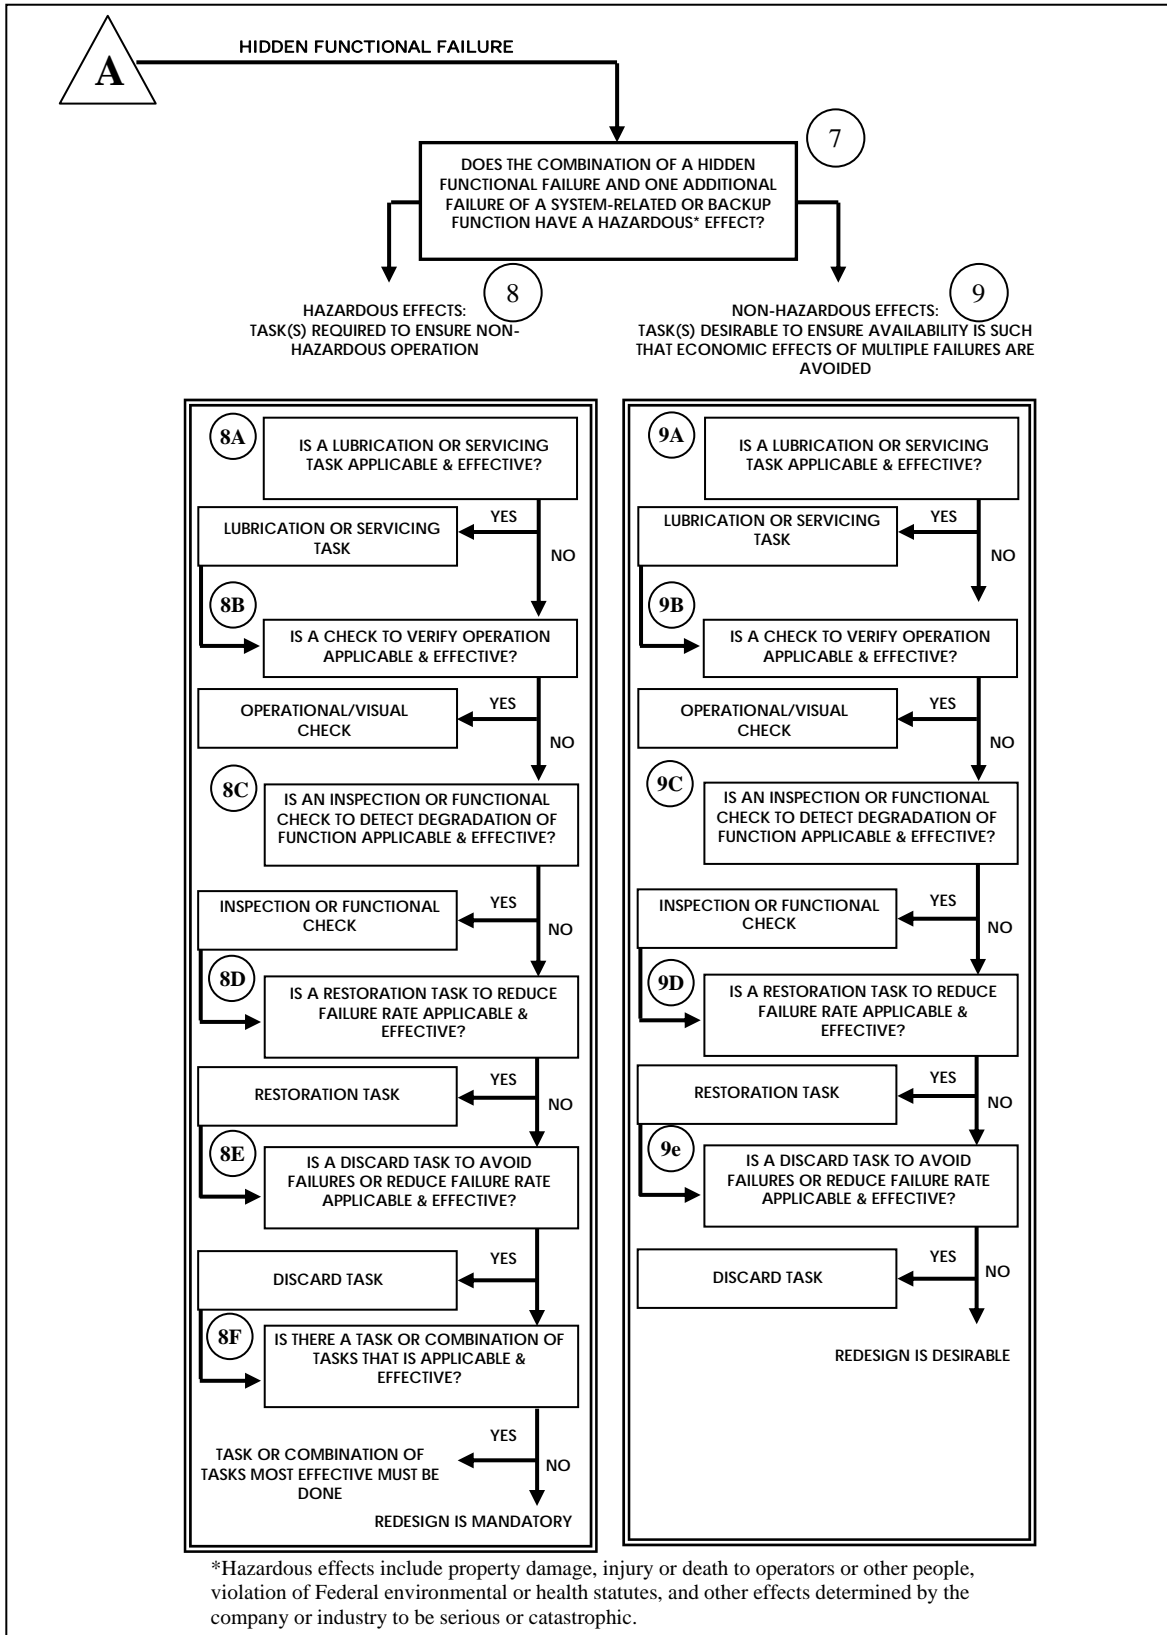 A
HIDDEN FUNCTIONAL FAILURE
7
DOES THE COMBINATION OF A HIDDEN
FUNCTIONAL FAILURE AND ONE ADDITIONAL
FAILURE OF A SYSTEM-RELATED OR BACKUP
FUNCTION HAVE A HAZARDOUS* EFFECT?
8
HAZARDOUS EFFECTS:
TASK(S) REQUIRED TO ENSURE NON-
HAZARDOUS OPERATION
9
NON-HAZARDOUS EFFECTS:
TASK(S) DESIRABLE TO ENSURE AVAILABILITY IS SUCH
THAT ECONOMIC EFFECTS OF MULTIPLE FAILURES ARE
AVOIDED
8A
IS A LUBRICATION OR SERVICING
TASK APPLICABLE & EFFECTIVE?
YES
LUBRICATION OR SERVICING
TASK
NO
8B
IS A CHECK TO VERIFY OPERATION
APPLICABLE & EFFECTIVE?
YES
OPERATIONAL/VISUAL
CHECK
NO
8C
IS AN INSPECTION OR FUNCTIONAL
CHECK TO DETECT DEGRADATION OF
FUNCTION APPLICABLE & EFFECTIVE?
YES
INSPECTION OR FUNCTIONAL
CHECK
NO
8D
IS A RESTORATION TASK TO REDUCE
FAILURE RATE APPLICABLE &
EFFECTIVE?
YES
RESTORATION TASK
NO
8E
IS A DISCARD TASK TO AVOID
FAILURES OR REDUCE FAILURE RATE
APPLICABLE & EFFECTIVE?
YES
DISCARD TASK
8F
IS THERE A TASK OR COMBINATION OF
TASKS THAT IS APPLICABLE &
EFFECTIVE?
YES
TASK OR COMBINATION OF
TASKS MOST EFFECTIVE MUST BE
DONE
NO
REDESIGN IS MANDATORY
9A
IS A LUBRICATION OR SERVICING
TASK APPLICABLE & EFFECTIVE?
YES
LUBRICATION OR SERVICING
TASK
NO
9B
IS A CHECK TO VERIFY OPERATION
APPLICABLE & EFFECTIVE?
YES
OPERATIONAL/VISUAL
CHECK
NO
9C
IS AN INSPECTION OR FUNCTIONAL
CHECK TO DETECT DEGRADATION OF
FUNCTION APPLICABLE & EFFECTIVE?
YES
INSPECTION OR FUNCTIONAL
CHECK
NO
9D
IS A RESTORATION TASK TO REDUCE
FAILURE RATE APPLICABLE &
EFFECTIVE?
YES
RESTORATION TASK
NO
9e
IS A DISCARD TASK TO AVOID
FAILURES OR REDUCE FAILURE RATE
APPLICABLE & EFFECTIVE?
YES
DISCARD TASK
NO
REDESIGN IS DESIRABLE
*Hazardous effects include property damage, injury or death to operators or other people,
violation of Federal environmental or health statutes, and other effects determined by the
company or industry to be serious or catastrophic.